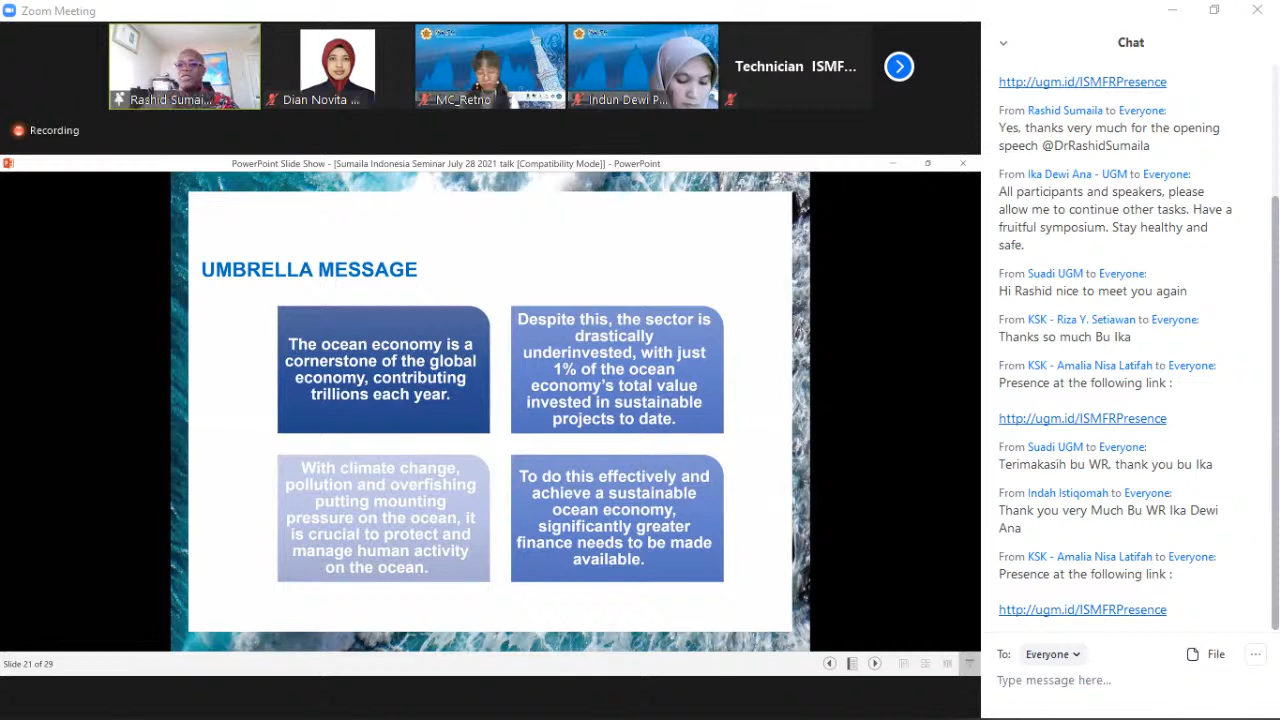 Zoom Meeting
Rashid Sumai...
Dian Novita ...
MC_Retno
Indun Dewi P...
Technician ISMF...
Recording
PowerPoint Slide Show - [Sumaila Indonesia Seminar July 28 2021 talk [Compatibility Mode]] - PowerPoint
UMBRELLA MESSAGE
The ocean economy is a
cornerstone of the global
economy, contributing
trillions each year.
Despite this, the sector is
drastically
underinvested, with just
1% of the ocean
economy's total value
invested in sustainable
projects to date.
With climate change,
pollution and overfishing
putting mounting
pressure on the ocean, it
is crucial to protect and
manage human activity
on the ocean.
To do this effectively and
achieve a sustainable
ocean economy,
significantly greater
finance needs to be made
available.
Slide 21 of 29
Chat
http://ugm.id/ISMFRPresence
From Rashid Sumaila to Everyone:
Yes, thanks very much for the opening
speech @DrRashidSumaila
From Ika Dewi Ana - UGM to Everyone:
All participants and speakers, please
allow me to continue other tasks. Have a
fruitful symposium. Stay healthy and
safe.
From Suadi UGM to Everyone:
Hi Rashid nice to meet you again
From KSK - Riza Y. Setiawan to Everyone:
Thanks so much Bu Ika
From KSK - Amalia Nisa Latifah to Everyone:
Presence at the following link :
http://ugm.id/ISMFRPresence
From Suadi UGM to Everyone:
Terimakasih bu WR, thank you bu Ika
From Indah Istiqomah to Everyone:
Thank you very Much Bu WR Ika Dewi
Ana
From KSK - Amalia Nisa Latifah to Everyone:
Presence at the following link :
http://ugm.id/ISMFRPresence
To: Everyone
File
Type message here...